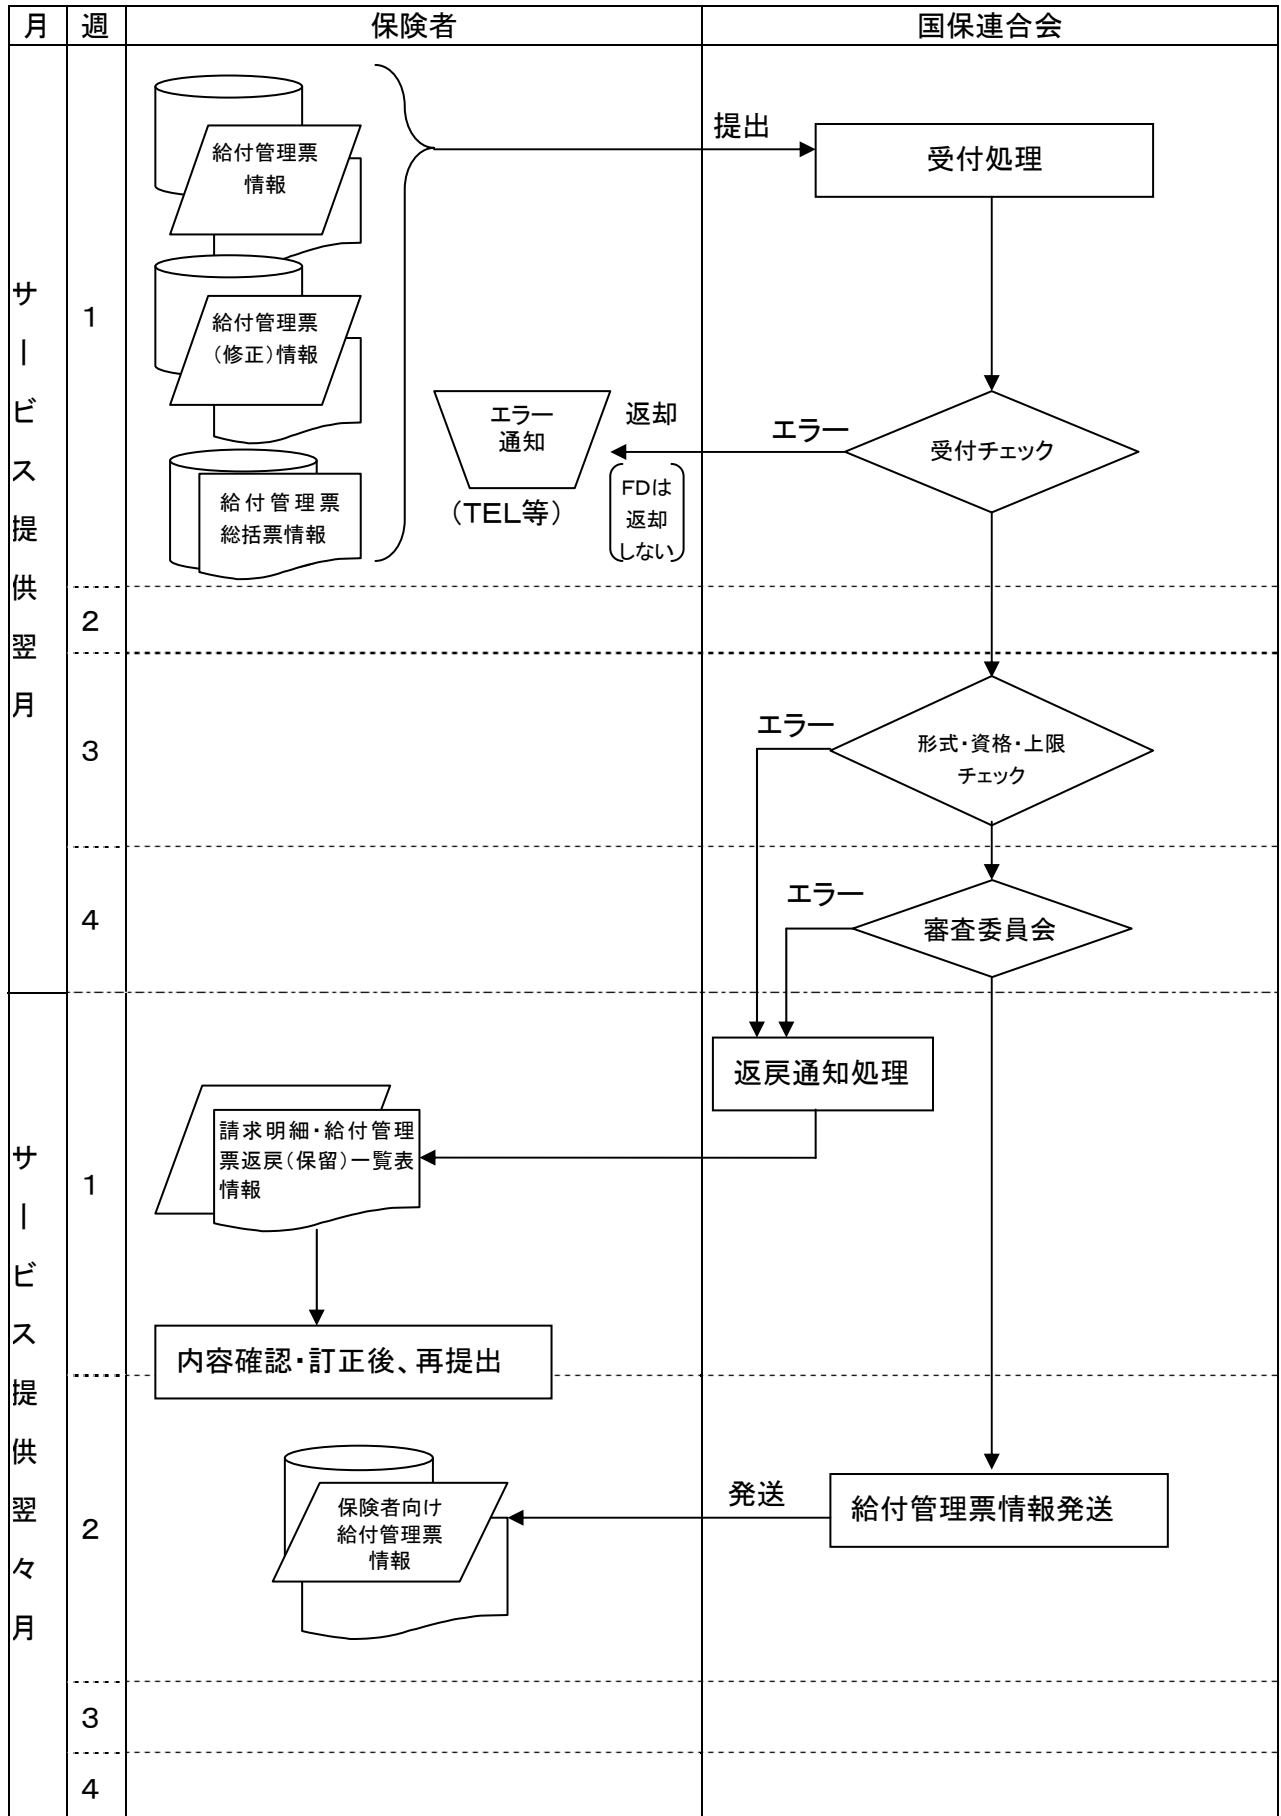 月 週 保険者 国保連合会
サービス提供翌月
1
給付管理票
情報
給付管理票
(修正)情報
給付管理票
総括票情報
提出
受付処理
エラー
通知
(TEL等)
返却
FDは
返却
しない
エラー
受付チェック
2
3
エラー
形式・資格・上限
チェック
4
エラー
審査委員会
サービス提供翌々月
1
返戻通知処理
請求明細・給付管理
票返戻(保留)一覧表
情報
内容確認・訂正後、再提出
2
保険者向け
給付管理票
情報
発送
給付管理票情報発送
3
4